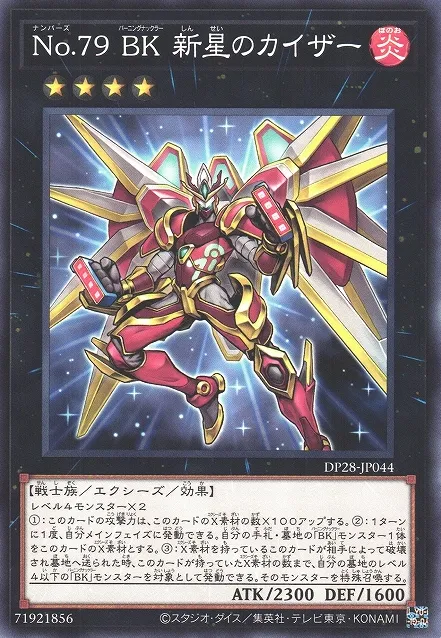 ナンバーズ バーニングナックラー しん せい
No.79 BK 新星のカイザー
ほのお
炎
DP28-JP044
【戦士族／エクシーズ／効果】
レベル4モンスター×2
①：このカードの攻撃力は、このカードのX素材の数×100アップする。②：1ターン
に1度、自分メインフェイズに発動できる。自分の手札・墓地の「BK」モンスター1体
をこのカードのX素材とする。③：X素材を持っているこのカードが相手によって破壊
され墓地へ送られた時、このカードが持っていたX素材の数まで、自分の墓地のレベル
4以下の「BK」モンスターを対象として発動できる。そのモンスターを特殊召喚する。
ATK/2300 DEF/1600
71921856
©スタジオ・ダイス／集英社・テレビ東京・KONAMI